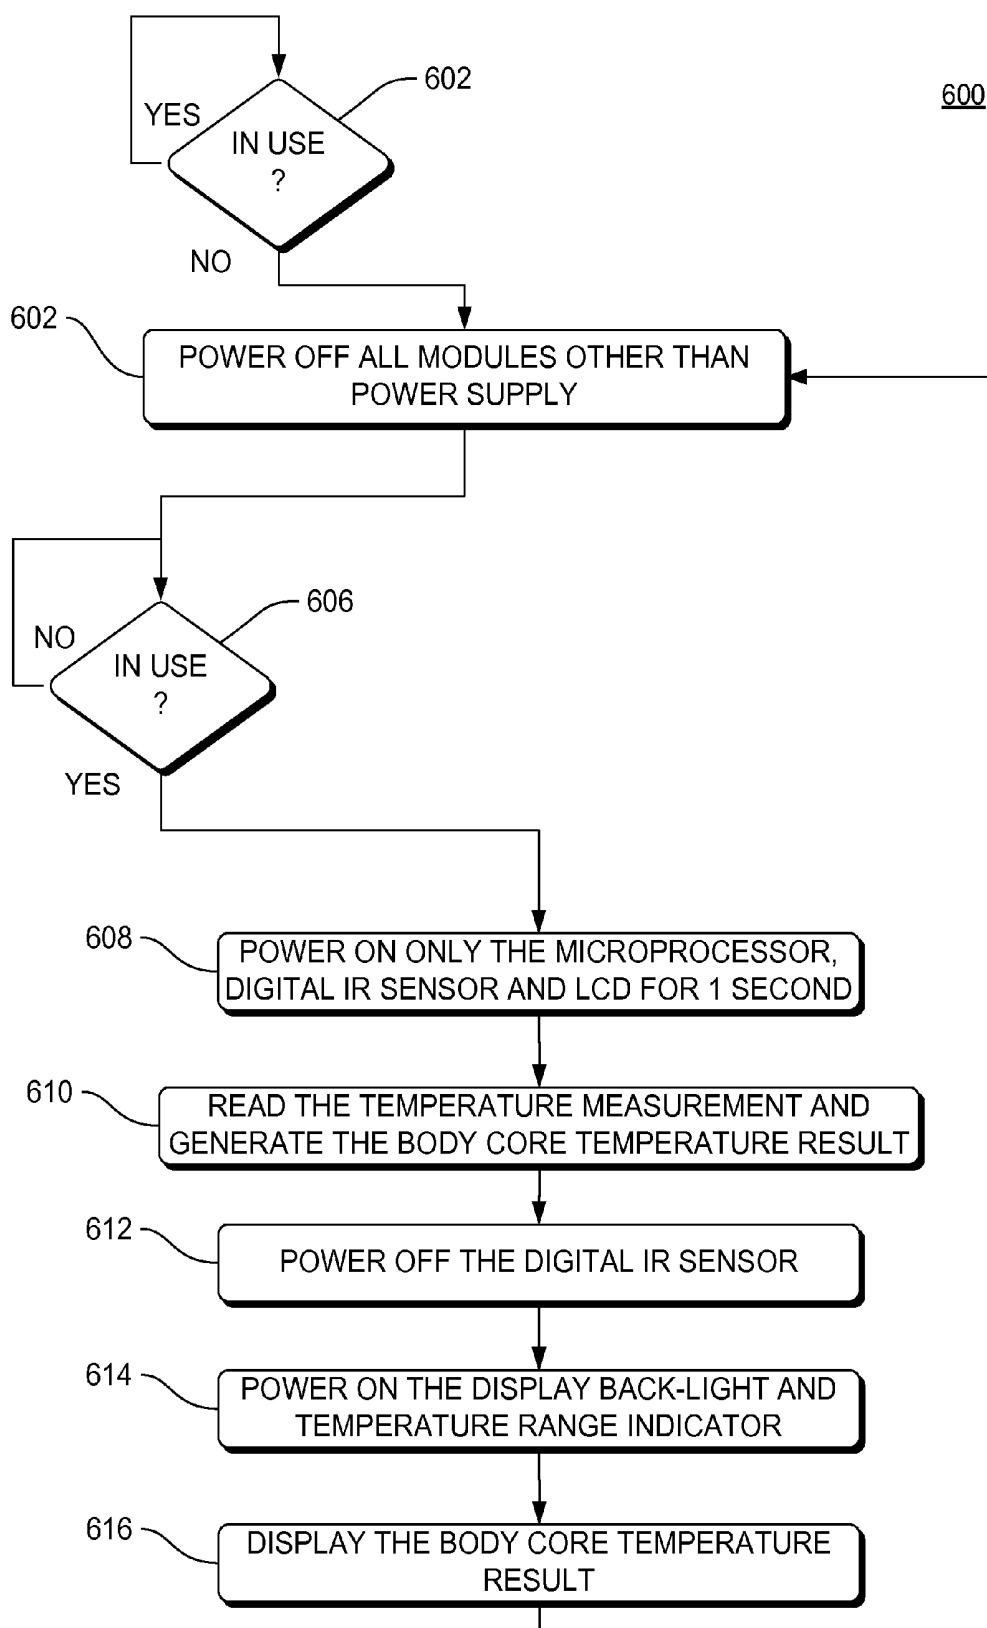 600
602
YES
IN USE
?
NO
602
POWER OFF ALL MODULES OTHER THAN
POWER SUPPLY
606
NO
IN USE
?
YES
608
POWER ON ONLY THE MICROPROCESSOR,
DIGITAL IR SENSOR AND LCD FOR 1 SECOND
610
READ THE TEMPERATURE MEASUREMENT AND
GENERATE THE BODY CORE TEMPERATURE RESULT
612
POWER OFF THE DIGITAL IR SENSOR
614
POWER ON THE DISPLAY BACK-LIGHT AND
TEMPERATURE RANGE INDICATOR
616
DISPLAY THE BODY CORE TEMPERATURE
RESULT